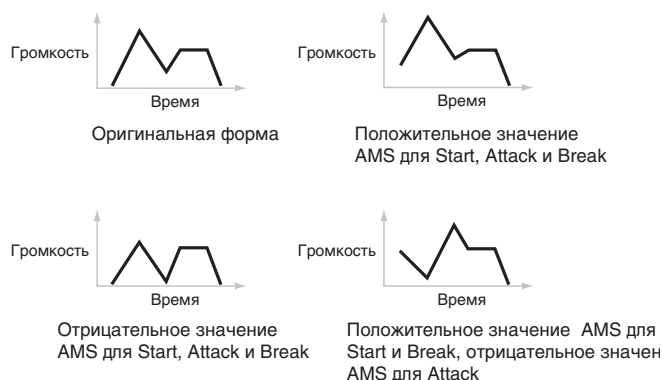 Громкость
Время
Оригинальная форма
Громкость
Время
Положительное значение
AMS для Start, Attack и Break
Громкость
Время
Отрицательное значение
AMS для Start, Attack и Break
Громкость
Время
Положительное значение AMS для
Start и Break, отрицательное значен
AMS для Attack